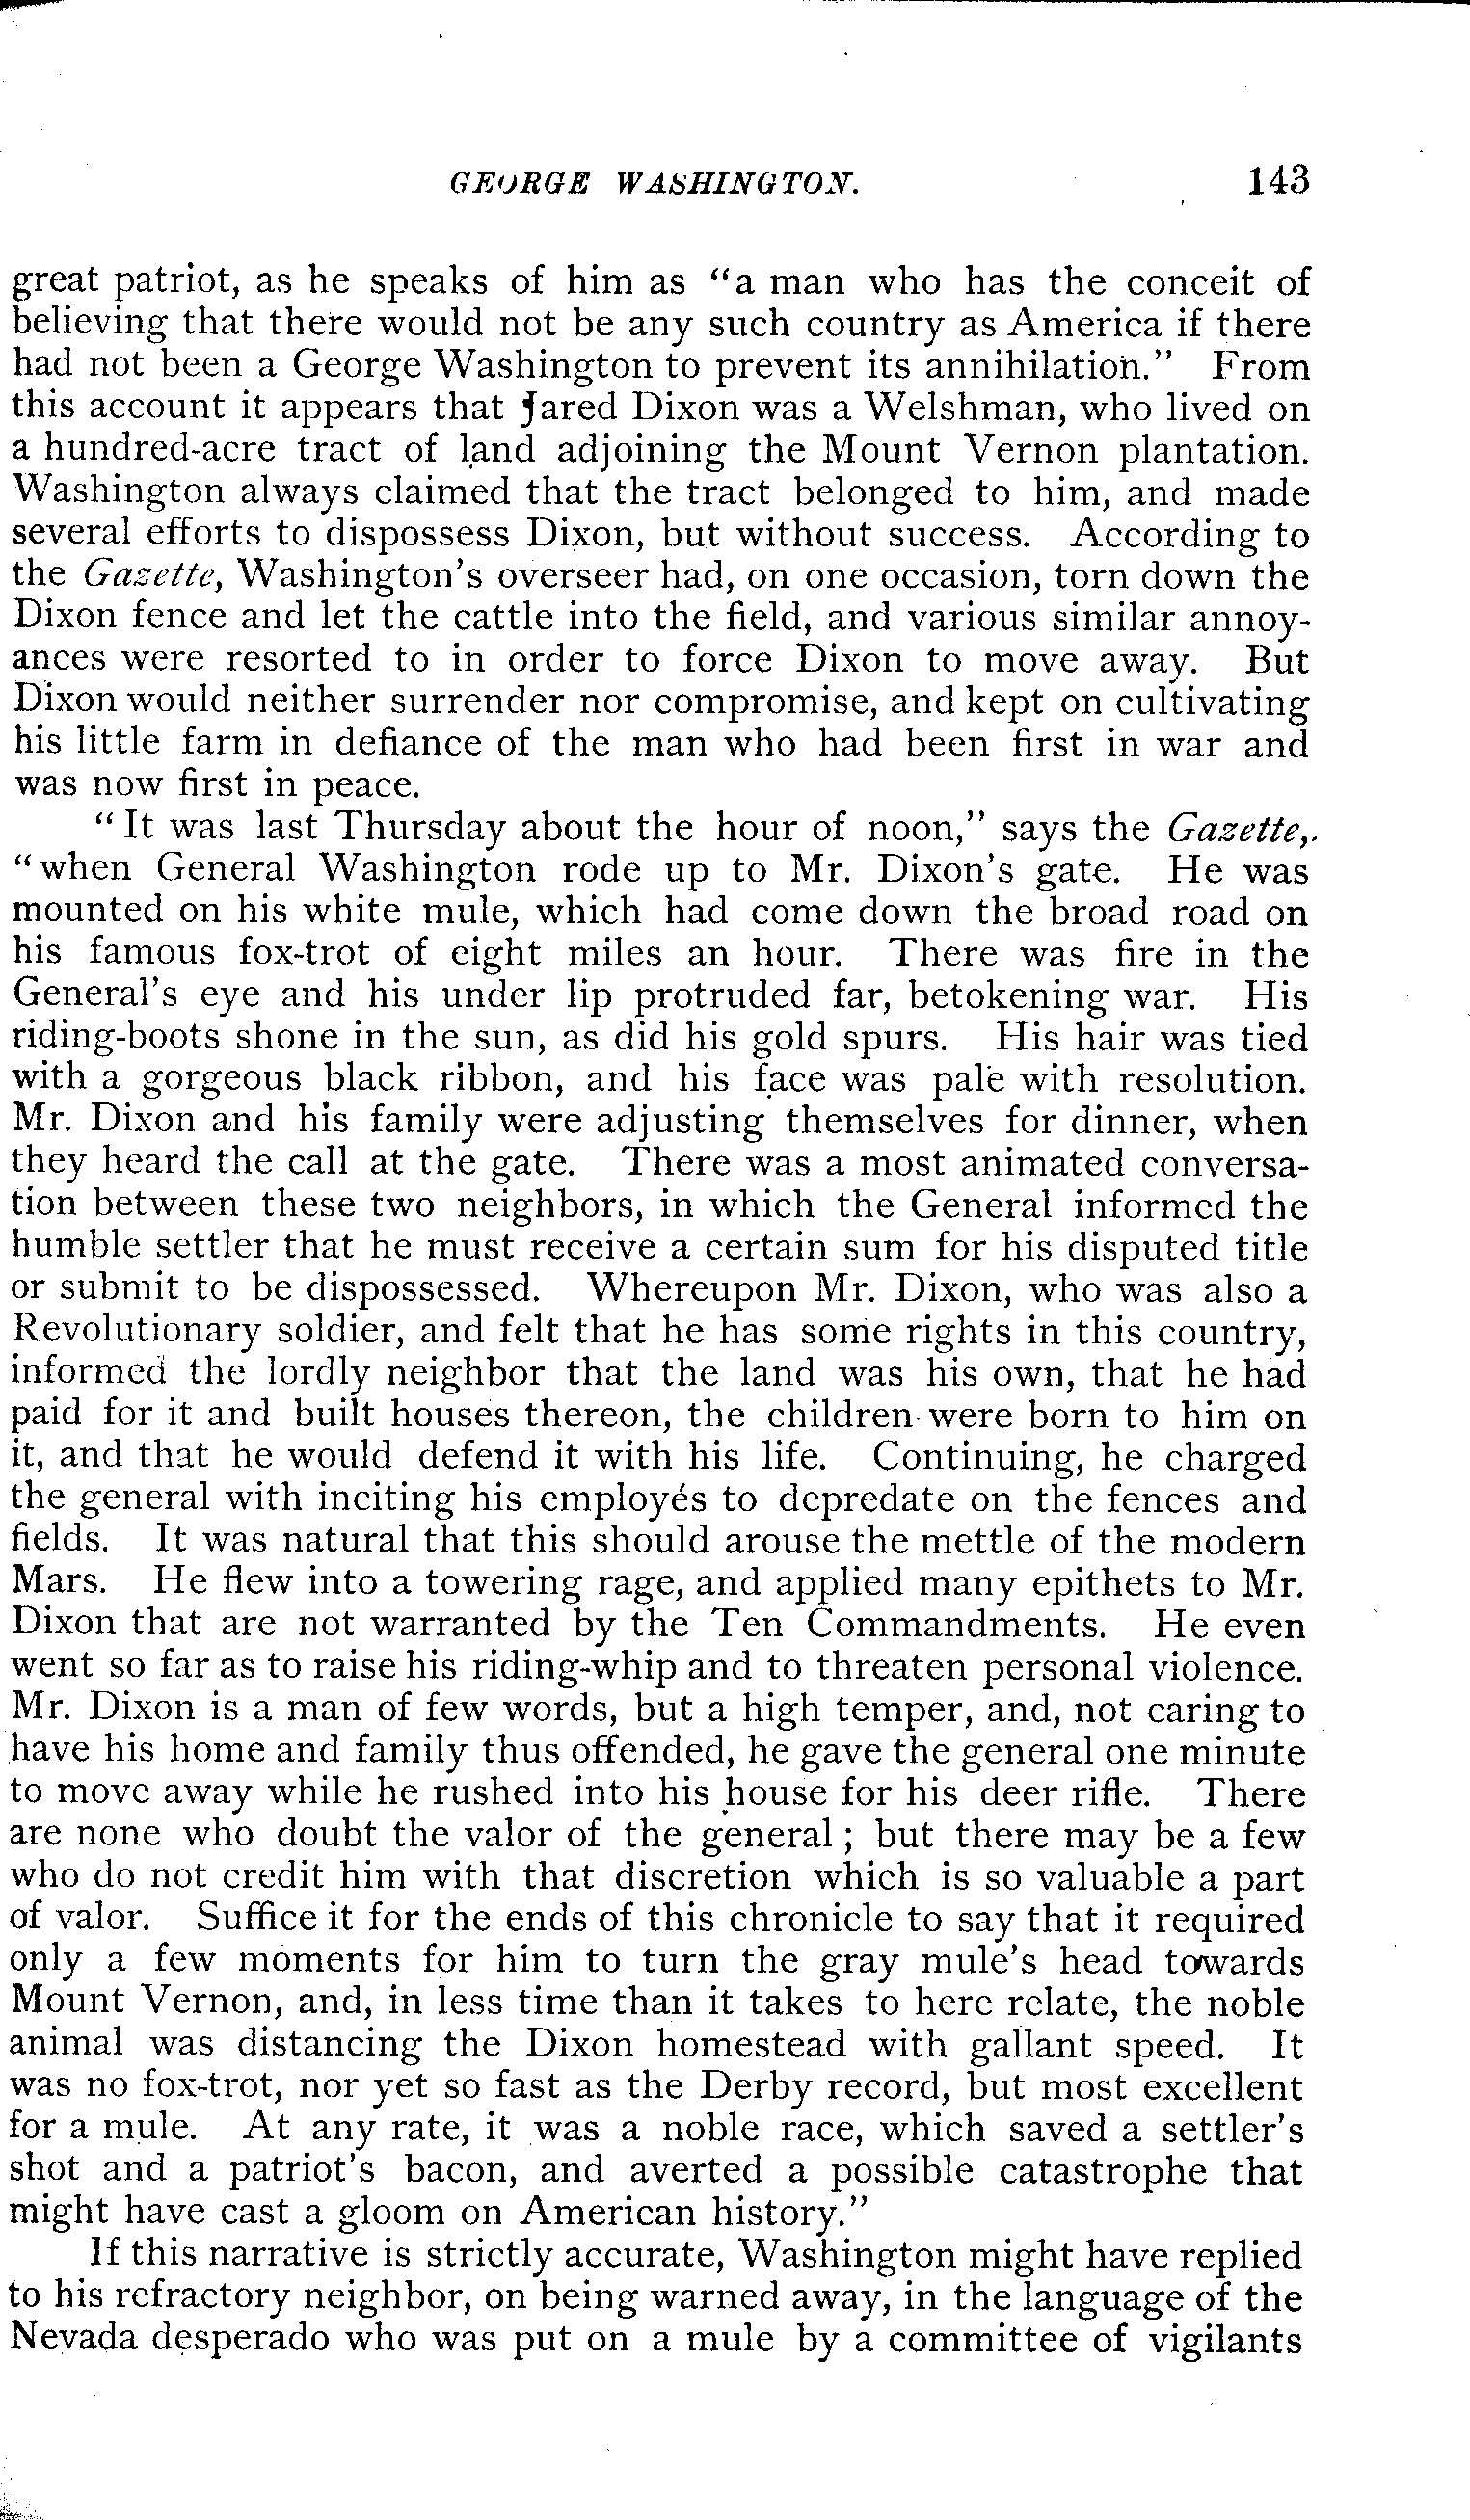 GEORGE WASHINGTON. 143
great patriot, as he speaks of him as "a man who has the conceit of
believing that there would not be any such country as America if there
had not been a George Washington to prevent its annihilation." From
this account it appears that Jared Dixon was a Welshman, who lived on
a hundred-acre tract of land adjoining the Mount Vernon plantation.
Washington always claimed that the tract belonged to him, and made
several efforts to dispossess Dixon, but without success. According to
the Gazette, Washington's overseer had, on one occasion, torn down the
Dixon fence and let the cattle into the field, and various similar annoy-
ances were resorted to in order to force Dixon to move away. But
Dixon would neither surrender nor compromise, and kept on cultivating
his little farm in defiance of the man who had been first in war and
was now first in peace.
"It was last Thursday about the hour of noon," says the Gazette,.
"when General Washington rode up to Mr. Dixon's gate. He was
mounted on his white mule, which had come down the broad road on
his famous fox-trot of eight miles an hour. There was fire in the
General's eye and his under lip protruded far, betokening war. His
riding-boots shone in the sun, as did his gold spurs. His hair was tied
with a gorgeous black ribbon, and his face was pale with resolution.
Mr. Dixon and his family were adjusting themselves for dinner, when
they heard the call at the gate. There was a most animated conversa-
tion between these two neighbors, in which the General informed the
humble settler that he must receive a certain sum for his disputed title
or submit to be dispossessed. Whereupon Mr. Dixon, who was also a
Revolutionary soldier, and felt that he has some rights in this country,
informed the lordly neighbor that the land was his own, that he had
paid for it and built houses thereon, the children were born to him on
it, and that he would defend it with his life. Continuing, he charged
the general with inciting his employés to depredate on the fences and
fields. It was natural that this should arouse the mettle of the modern
Mars. He flew into a towering rage, and applied many epithets to Mr.
Dixon that are not warranted by the Ten Commandments. He even
went so far as to raise his riding-whip and to threaten personal violence.
Mr. Dixon is a man of few words, but a high temper, and, not caring to
have his home and family thus offended, he gave the general one minute
to move away while he rushed into his house for his deer rifle. There
are none who doubt the valor of the general; but there may be a few
who do not credit him with that discretion which is so valuable a part
of valor. Suffice it for the ends of this chronicle to say that it required
only a few moments for him to turn the gray mule's head towards
Mount Vernon, and, in less time than it takes to here relate, the noble
animal was distancing the Dixon homestead with gallant speed. It
was no fox-trot, nor yet so fast as the Derby record, but most excellent
for a mule. At any rate, it was a noble race, which saved a settler's
shot and a patriot's bacon, and averted a possible catastrophe that
might have cast a gloom on American history."
If this narrative is strictly accurate, Washington might have replied
to his refractory neighbor, on being warned away, in the language of the
Nevada desperado who was put on a mule by a committee of vigilants